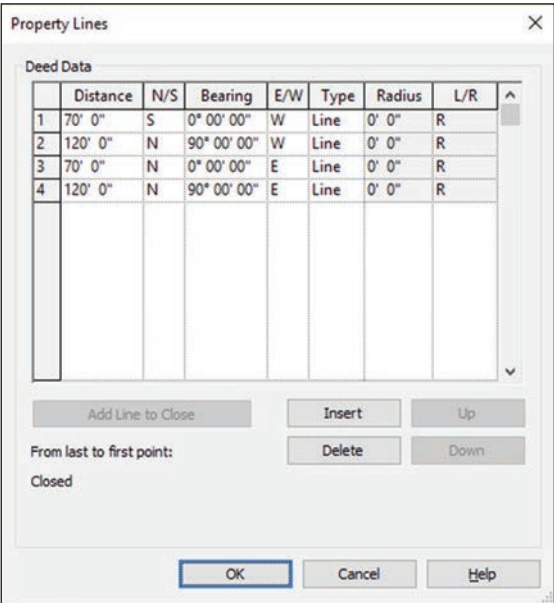 Property Lines
Deed Data
Distance N/S Bearing E/W Type Radius L/R
1 70' 0" S 0° 00' 00" W Line 0' 0" R
2 120' 0" N 90° 00' 00" W Line 0' 0" R
3 70' 0" N 0° 00' 00" E Line 0' 0" R
4 120' 0" N 90° 00' 00" E Line 0' 0" R
Add Line to Close Insert Up
From last to first point: Delete Down
Closed
OK Cancel Help